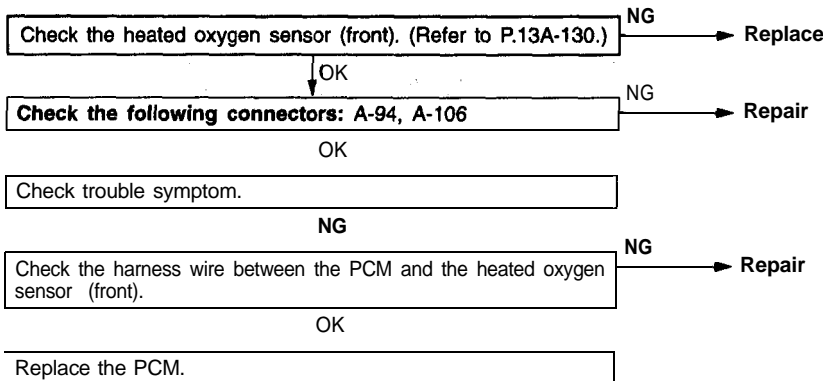 NG
Check the heated oxygen sensor (front). (Refer to P.13A-130.)
Replace
OK
NG
Check the following connectors: A-94, A-106
Repair
OK
Check trouble symptom.
NG
NG
Check the harness wire between the PCM and the heated oxygen
Repair
sensor (front).
OK
Replace the PCM.